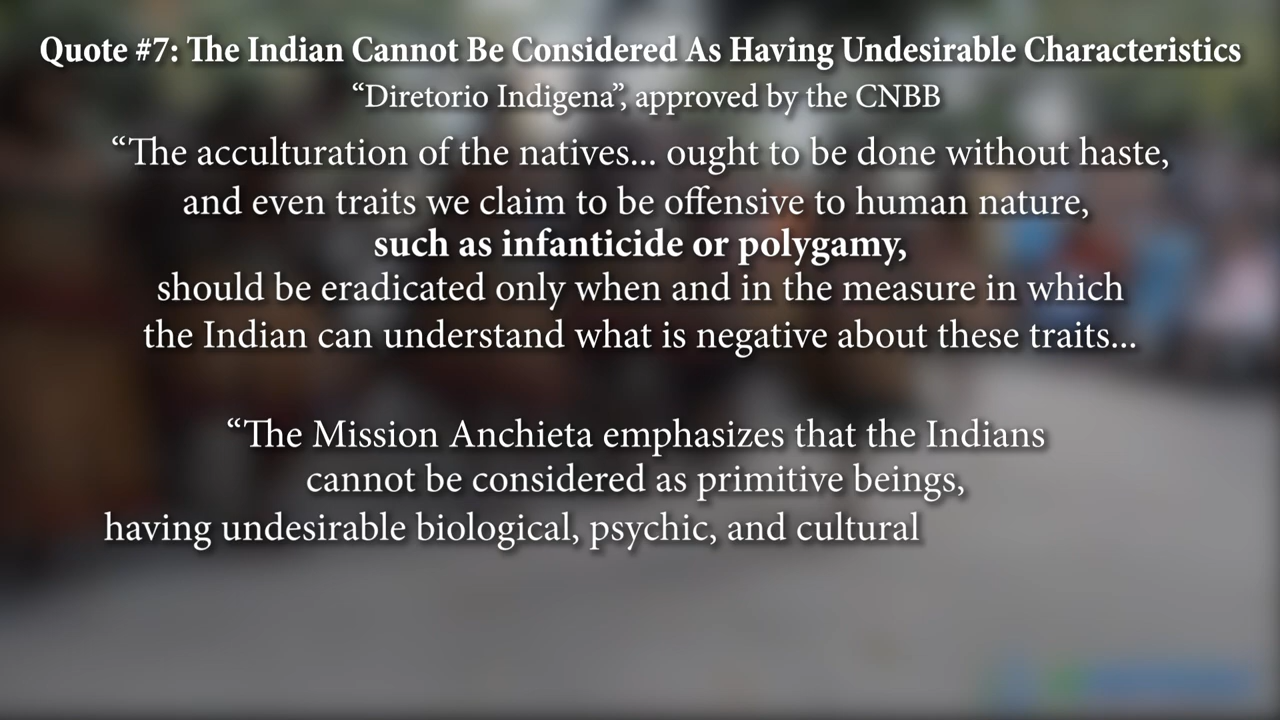 Quote #7: The Indian Cannot Be Considered As Having Undesirable Characteristics
“Diretorio Indigena”, approved by the CNBB
“The acculturation of the natives... ought to be done without haste,
and even traits we claim to be offensive to human nature,
such as infanticide or polygamy,
should be eradicated only when and in the measure in which
the Indian can understand what is negative about these traits...
“The Mission Anchieta emphasizes that the Indians
cannot be considered as primitive beings,
having undesirable biological, psychic, and cultural